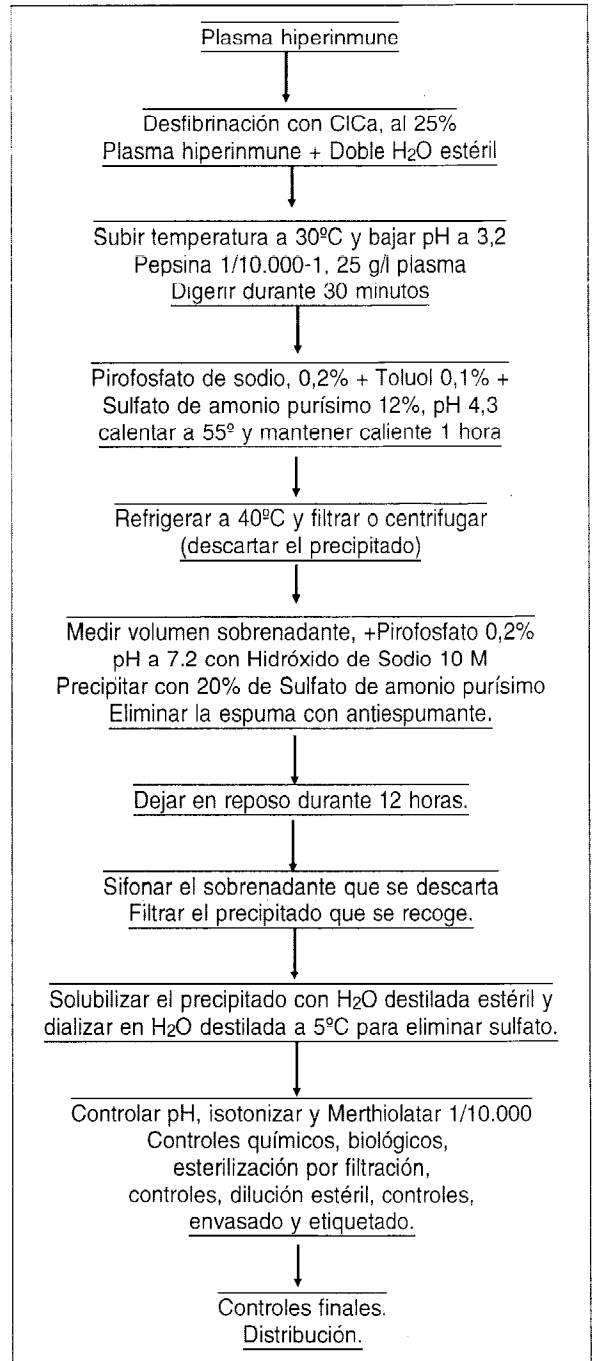 Plasma hiperinmune
Desfibrinación con ClCa, al 25%
Plasma hiperinmune + Doble H2O estéril
Subir temperatura a 30ºC y bajar pH a 3,2
Pepsina 1/10.000-1, 25 g/l plasma
Digerir durante 30 minutos
Pirofosfato de sodio, 0,2% + Toluol 0,1% +
Sulfato de amonio purísimo 12%, pH 4,3
calentar a 55º y mantener caliente 1 hora
Refrigerar a 40ºC y filtrar o centrifugar
(descartar el precipitado)
Medir volumen sobrenadante, +Pirofosfato 0,2%
pH a 7.2 con Hidróxido de Sodio 10 M
Precipitar con 20% de Sulfato de amonio purísimo
Eliminar la espuma con antiespumante.
Dejar en reposo durante 12 horas.
Sifonar el sobrenadante que se descarta
Filtrar el precipitado que se recoge.
Solubilizar el precipitado con H2O destilada estéril y
dializar en H2O destilada a 5ºC para eliminar sulfato.
Controlar pH, isotonizar y Merthiolatar 1/10.000
Controles químicos, biológicos,
esterilización por filtración,
controles, dilución estéril, controles,
envasado y etiquetado.
Controles finales.
Distribución.